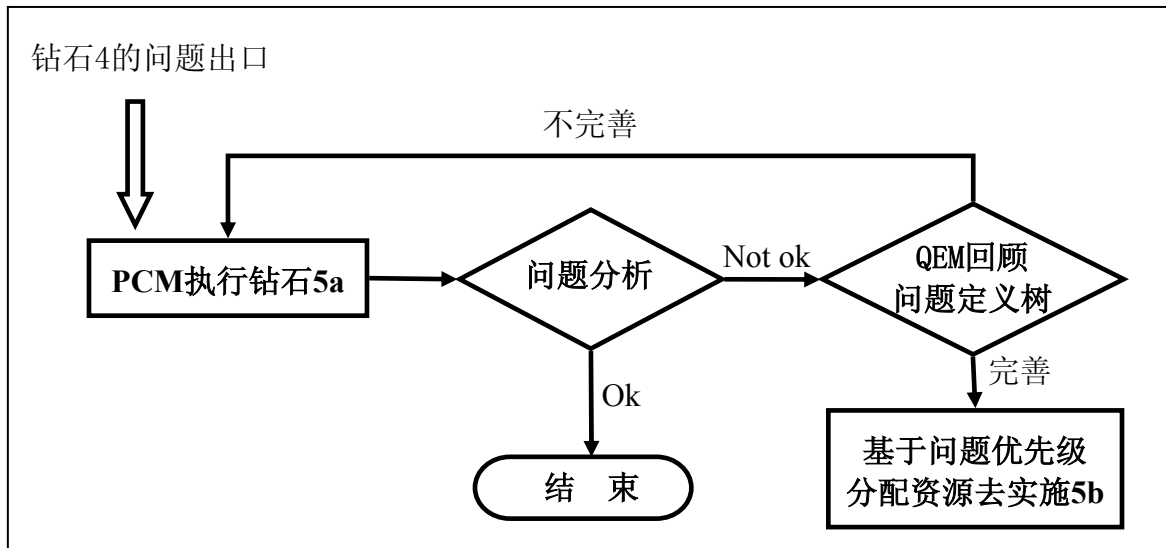 钻石4的问题出口
不完善
PCM执行钻石5a
问题分析
Not ok
QEM回顾
问题定义树
Ok
完善
结 束
基于问题优先级
分配资源去实施5b